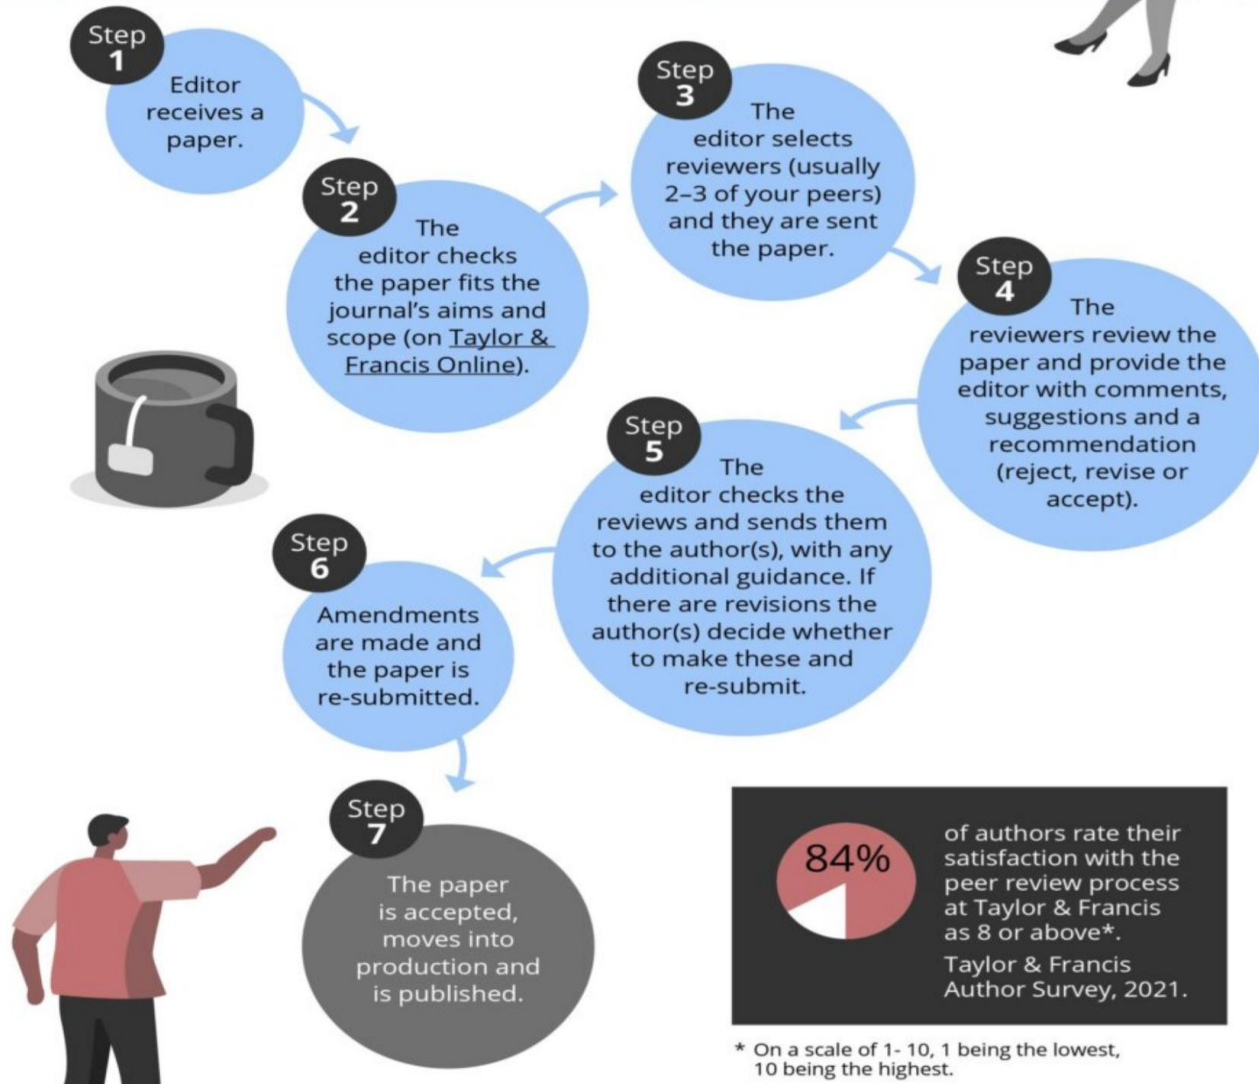 Step
1
Editor
receives a
paper.
Step
2
The
editor checks
the paper fits the
journal’s aims and
scope (on Taylor &
Francis Online).
Step
3
The
editor selects
reviewers (usually
2–3 of your peers)
and they are sent
the paper.
Step
4
The
reviewers review the
paper and provide the
editor with comments,
suggestions and a
recommendation
(reject, revise or
accept).
Step
5
The
editor checks the
reviews and sends them
to the author(s), with any
additional guidance. If
there are revisions the
author(s) decide whether
to make these and
re-submit.
Step
6
Amendments
are made and
the paper is
re-submitted.
Step
7
The paper
is accepted,
moves into
production and
is published.
84%
of authors rate their
satisfaction with the
peer review process
at Taylor & Francis
as 8 or above*.
Taylor & Francis
Author Survey, 2021.
* On a scale of 1- 10, 1 being the lowest,
10 being the highest.